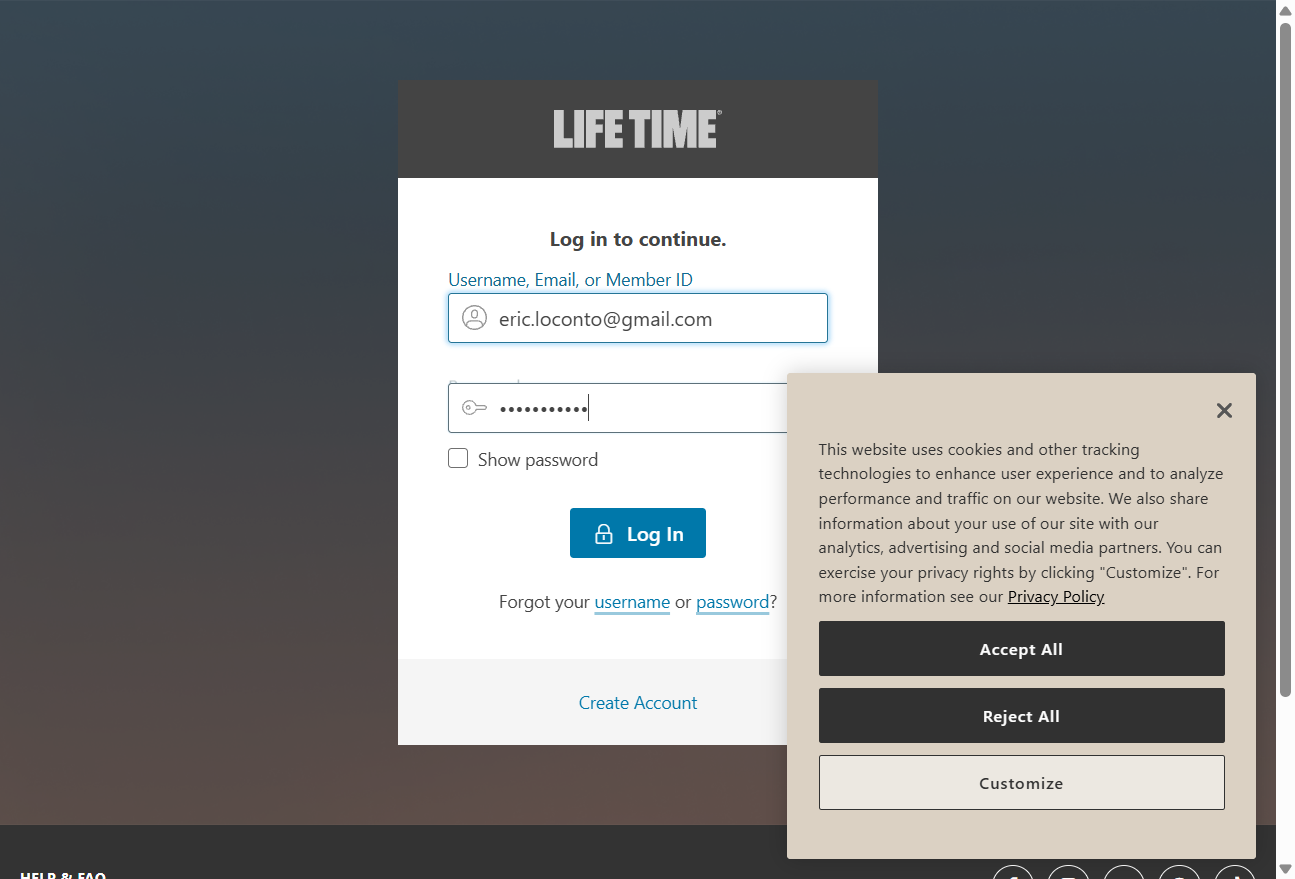 LIFE TIME®
Log in to continue.
Username, Email, or Member ID
eric.loconto@gmail.com
•••••••••••
Show password
Log In
Forgot your username or password?
Create Account
This website uses cookies and other tracking
technologies to enhance user experience and to analyze
performance and traffic on our website. We also share
information about your use of our site with our
analytics, advertising and social media partners. You can
exercise your privacy rights by clicking "Customize". For
more information see our Privacy Policy
Accept All
Reject All
Customize
HELP & FAQ